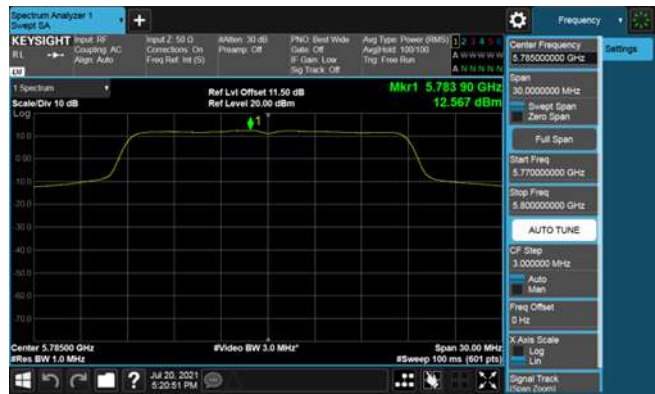 Spectrum Analyzer 1
Swept SA
+
Frequency
KEYSIGHT
RL
Input: RF
Coupling: AC
Align: Auto
Input Z: 50 Ω
Corrections: On
Freq Ref: Int (S)
#Atten: 30 dB
Preamp: Off
PNO: Best Wide
Gate: Off
IF Gain: Low
Sig Track: Off
Avg Type: Power (RMS)
Avg|Hold: 100/100
Trig: Free Run
1 2 3 4 5 6
A W W W W W
A N N N N N
LM
1 Spectrum
Scale/Div 10 dB
Log
Ref Lvl Offset 11.50 dB
Ref Level 20.00 dBm
Mkr1 5.783 90 GHz
12.567 dBm
1
10.0
0.00
-10.0
-20.0
-30.0
-40.0
-50.0
-60.0
-70.0
Center 5.78500 GHz
#Res BW 1.0 MHz
#Video BW 3.0 MHz*
Span 30.00 MHz
#Sweep 100 ms (601 pts)
?
Jul 20, 2021
5:20:51 PM
Center Frequency
5.785000000 GHz
Settings
Span
30.0000000 MHz
Swept Span
Zero Span
Full Span
Start Freq
5.770000000 GHz
Stop Freq
5.800000000 GHz
AUTO TUNE
CF Step
3.000000 MHz
Auto
Man
Freq Offset
0 Hz
X Axis Scale
Log
Lin
Signal Track
(Span Zoom)